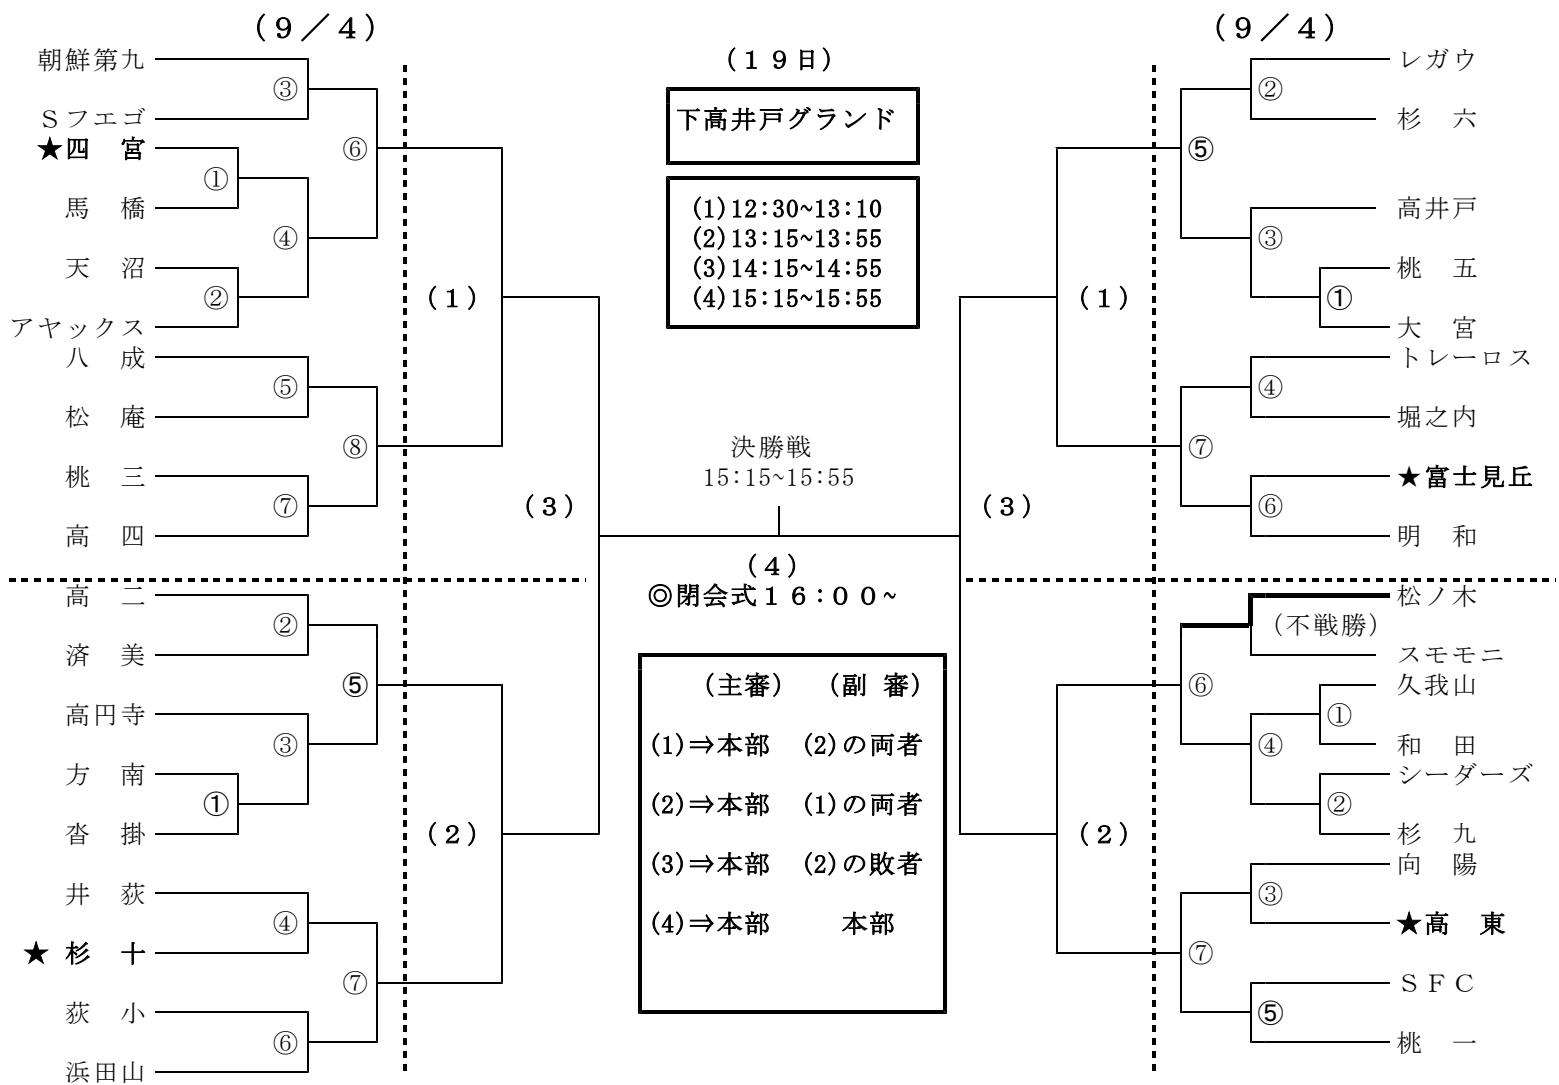 (９／４)
朝鮮第九
③
Ｓフエゴ
★四　宮
⑥
①
馬　橋
④
天　沼
②
アヤックス
(１)
八　成
⑤
松　庵
⑧
桃　三
⑦
(３)
高　四
高　二
②
済　美
⑤
高円寺
③
方　南
①
沓　掛
(２)
井　荻
④
★ 杉　十
⑦
荻　小
⑥
浜田山
(１９日)
下高井戸グランド
(1)12:30~13:10
(2)13:15~13:55
(3)14:15~14:55
(4)15:15~15:55
決勝戦
15:15~15:55
(４)
◎閉会式１６:００~
(主審)　(副 審)
(1)⇒本部　(2)の両者
(2)⇒本部　(1)の両者
(3)⇒本部　(2)の敗者
(4)⇒本部　本部
(９／４)
レガウ
②
杉　六
⑤
高井戸
③
桃　五
①
大　宮
(１)
トレーロス
④
堀之内
⑦
★富士見丘
⑥
(３)
明　和
松ノ木
(不戦勝)
スモモニ
⑥
久我山
①
④
和　田
シーダーズ
②
杉　九
(２)
向　陽
③
★高　東
⑦
ＳＦＣ
⑤
桃　一